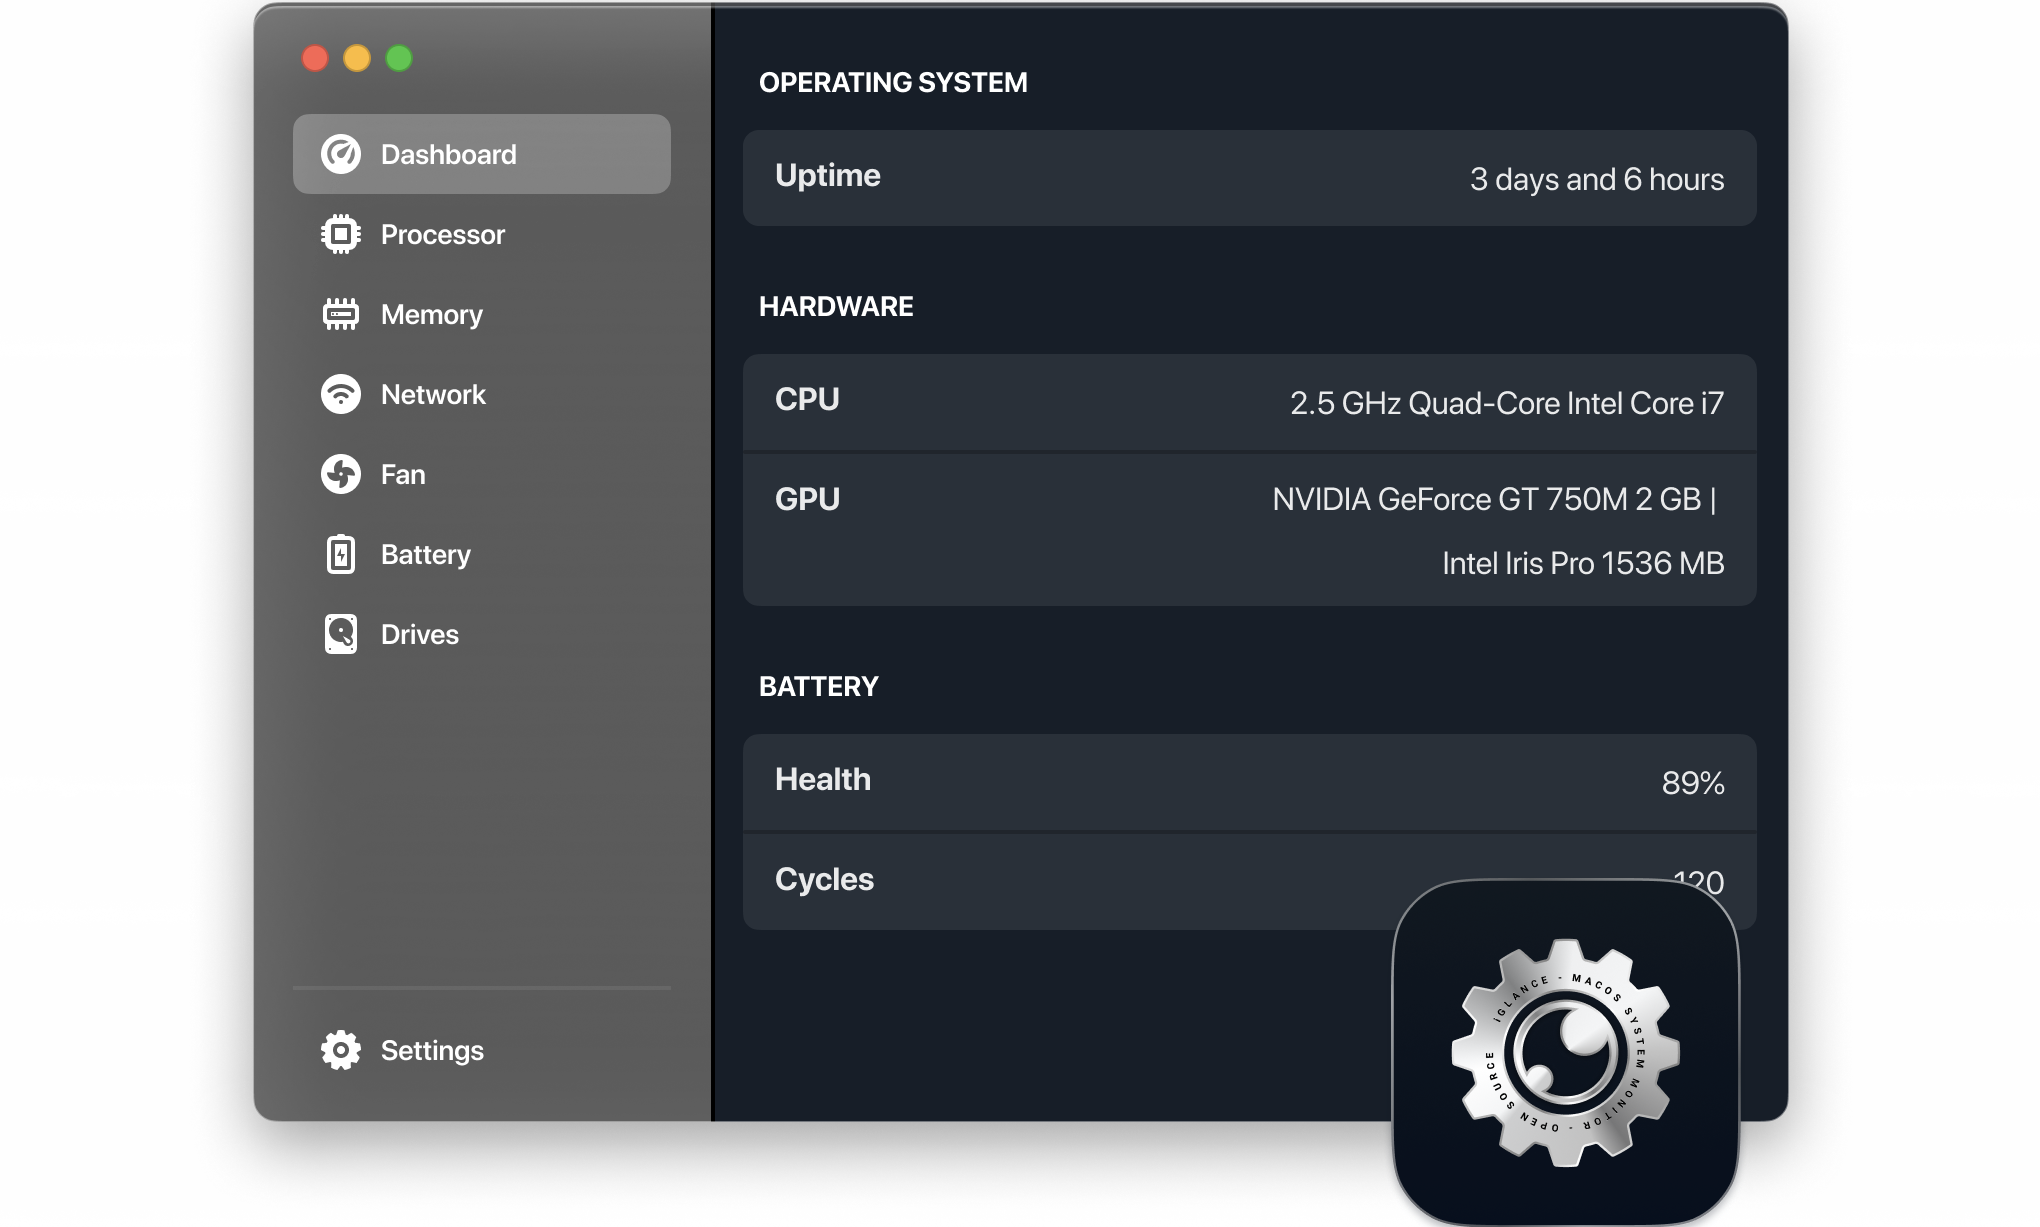 Dashboard
Processor
Memory
Network
Fan
Battery
Drives
Settings
OPERATING SYSTEM
Uptime 3 days and 6 hours
HARDWARE
CPU 2.5 GHz Quad-Core Intel Core i7
GPU NVIDIA GeForce GT 750M 2 GB |
Intel Iris Pro 1536 MB
BATTERY
Health 89%
Cycles 120
iGLANCE - MACOS SYSTEM MONITOR - OPEN SOURCE